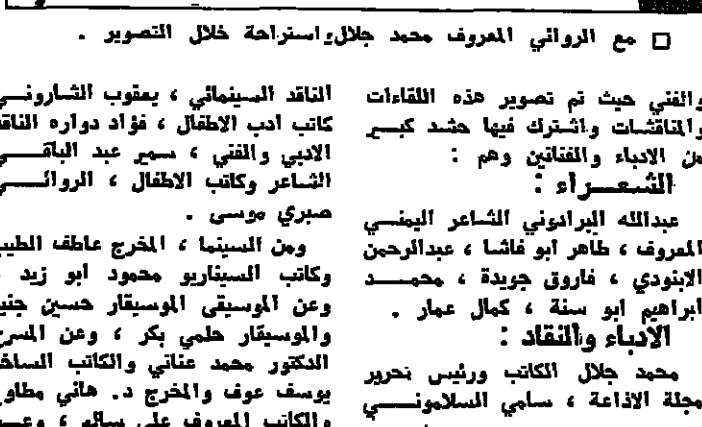 □ مع الروائي المعروف محمد جلال، استراحة خلال التصوير .
والفني حيث تم تصوير هذه اللقاءات
والمناقشات واشترك فيها حشد كبير
من الادباء والفنانين وهم :
الشعراء :
عبدالله البرادوني الشاعر اليمني
المعروف ، طاهر ابو فاشا ، عبدالرحمن
الابنودي ، فاروق جويدة ، محمد
ابراهيم ابو سنة ، كمال عمار .
الادباء والنقاد :
محمد جلال الكاتب ورئيس تحرير
مجلة الاذاعة ، سامي السلاموني
الناقد السينمائي ، يعقوب الشاروني
كاتب ادب الاطفال ، فؤاد دواره الناقد
الادبي والفني ، سمير عبد الباقي
الشاعر وكاتب الاطفال ، الروائي
صبري موسى .
ومن السينما ، المخرج عاطف الطيب
وكاتب السيناريو محمود ابو زيد ،
وعن الموسيقى الموسيقار حسين جنيد
والموسيقار حلمي بكر ، وعن المسرح
الدكتور محمد عناني والكاتب الساخر
يوسف عوف والمخرج د. هاني مطاوع
والكاتب المعروف علي سالم ،